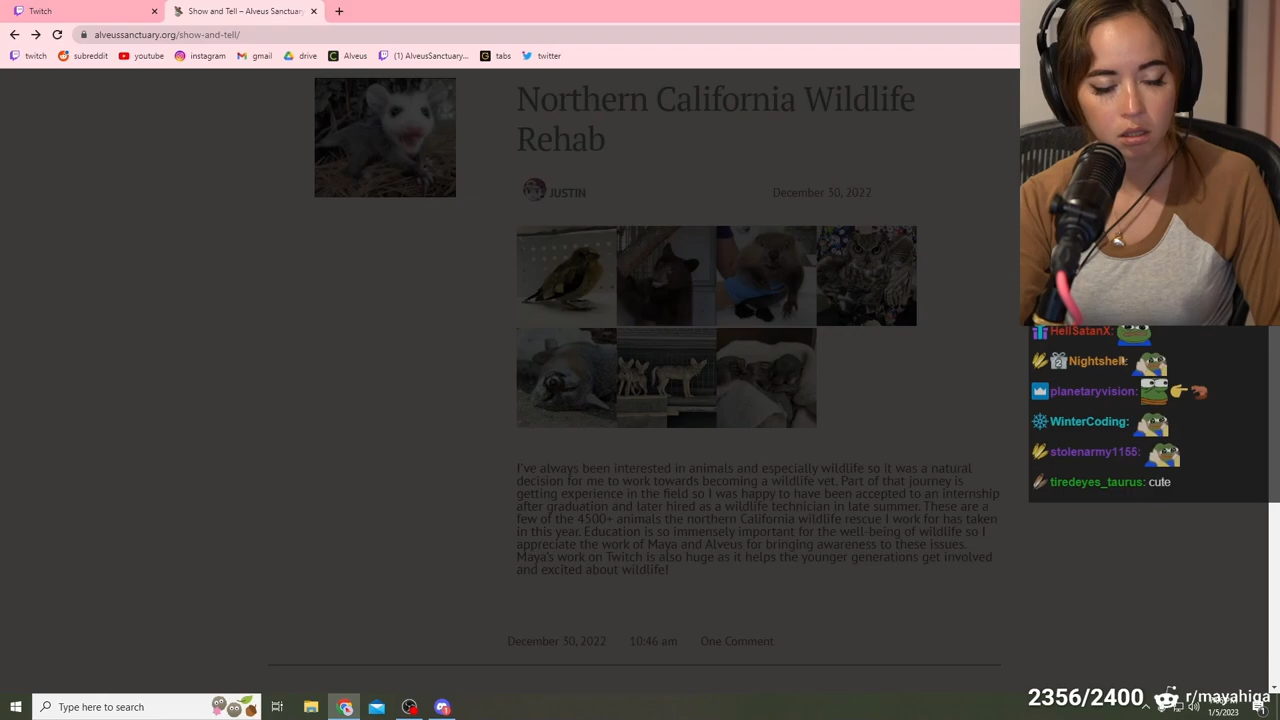 Twitch
Show and Tell – Alveus Sanctuary
alveussanctuary.org/show-and-tell/
twitch
subreddit
youtube
instagram
gmail
drive
Alveus
(1) AlveusSanctuary...
tabs
twitter
Northern California Wildlife
Rehab
JUSTIN
December 30, 2022
I've always been interested in animals and especially wildlife so it was a natural
decision for me to work towards becoming a wildlife vet. Part of that journey is
getting experience in the field so I was happy to have been accepted to an internship
after graduation and later hired as a wildlife technician in late summer. These are a
few of the 4500+ animals the northern California wildlife rescue I work for has taken
in this year. Education is so immensely important for the well-being of wildlife so I
appreciate the work of Maya and Alveus for bringing awareness to these issues.
Maya's work on Twitch is also huge as it helps the younger generations get involved
and excited about wildlife!
December 30, 2022 10:46 am One Comment
HellSatanX:
2 Nightshell:
planetaryvision:
WinterCoding:
stolenarmy1155:
tiredeyes_taurus: cute
2356/2400 r/mayahiga
Type here to search
1/5/2023